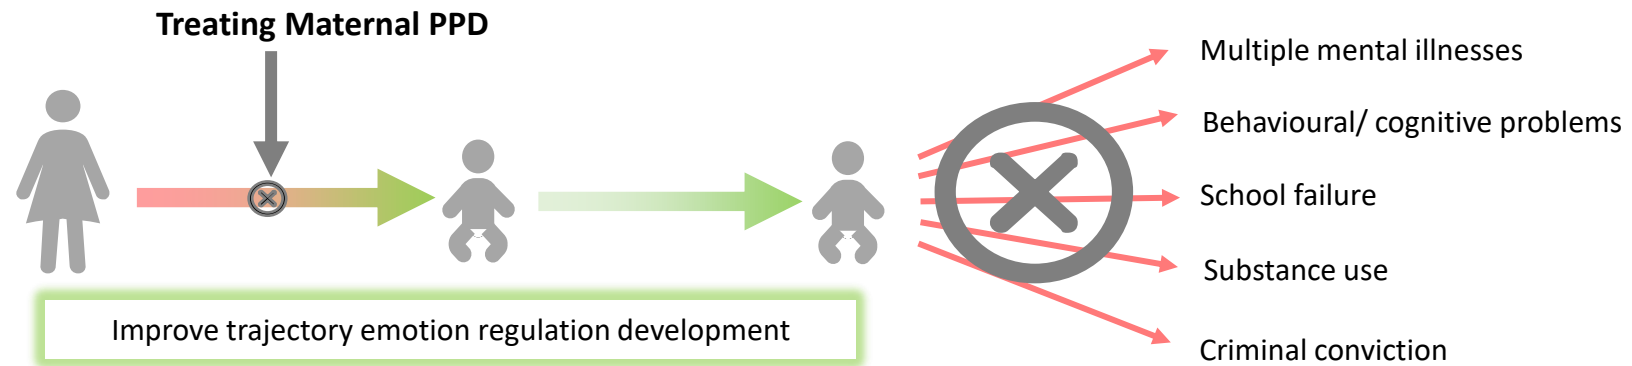 Treating Maternal PPD
Multiple mental illnesses
Behavioural/ cognitive problems
School failure
Substance use
Criminal conviction
Improve trajectory emotion regulation development